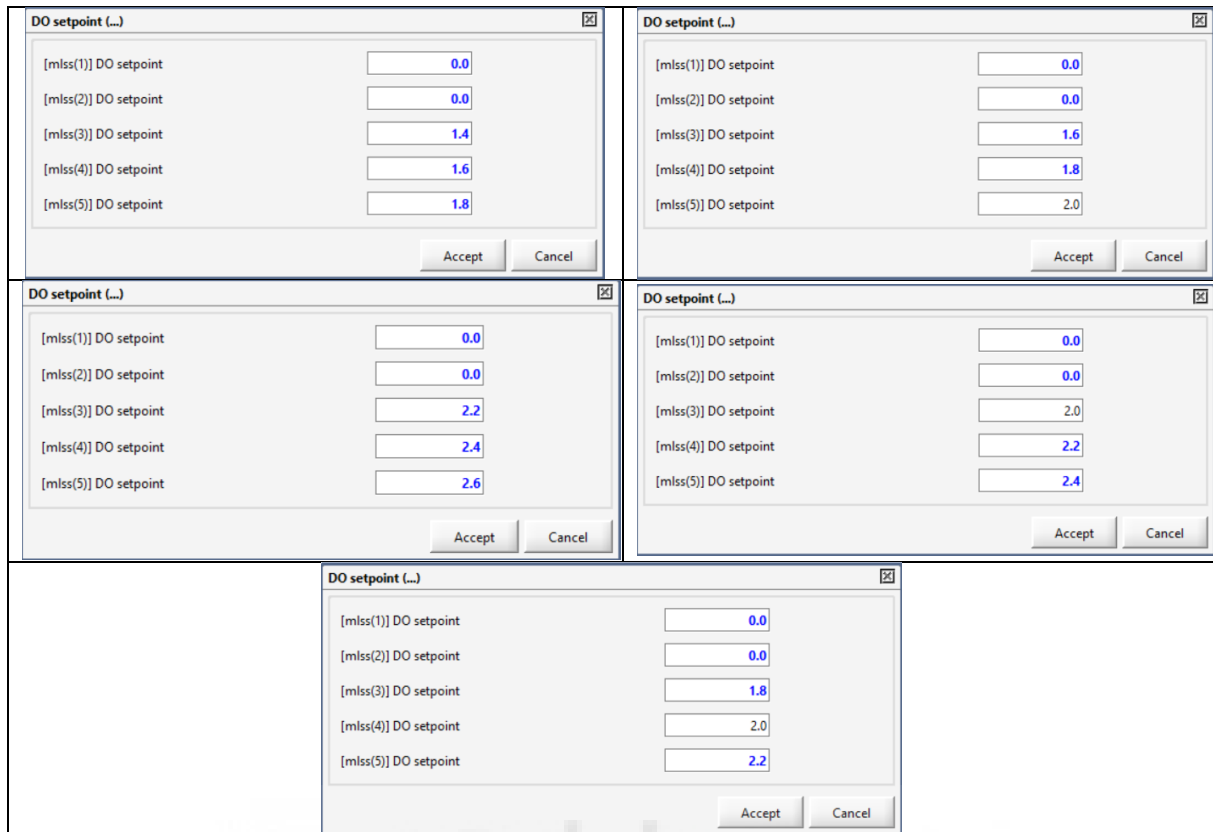 DO setpoint (...)
[mlss(1)] DO setpoint 0.0
[mlss(2)] DO setpoint 0.0
[mlss(3)] DO setpoint 1.4
[mlss(4)] DO setpoint 1.6
[mlss(5)] DO setpoint 1.8
Accept Cancel
DO setpoint (...)
[mlss(1)] DO setpoint 0.0
[mlss(2)] DO setpoint 0.0
[mlss(3)] DO setpoint 1.6
[mlss(4)] DO setpoint 1.8
[mlss(5)] DO setpoint 2.0
Accept Cancel
DO setpoint (...)
[mlss(1)] DO setpoint 0.0
[mlss(2)] DO setpoint 0.0
[mlss(3)] DO setpoint 2.2
[mlss(4)] DO setpoint 2.4
[mlss(5)] DO setpoint 2.6
Accept Cancel
DO setpoint (...)
[mlss(1)] DO setpoint 0.0
[mlss(2)] DO setpoint 0.0
[mlss(3)] DO setpoint 2.0
[mlss(4)] DO setpoint 2.2
[mlss(5)] DO setpoint 2.4
Accept Cancel
DO setpoint (...)
[mlss(1)] DO setpoint 0.0
[mlss(2)] DO setpoint 0.0
[mlss(3)] DO setpoint 1.8
[mlss(4)] DO setpoint 2.0
[mlss(5)] DO setpoint 2.2
Accept Cancel